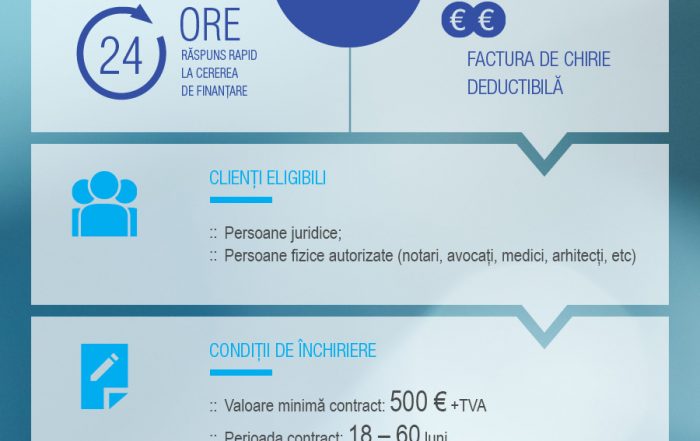 24
ORE
RĂSPUNS RAPID
LA CEREREA
DE FINANȚARE
€ €
FACTURA DE CHIRIE
DEDUCTIBILĂ
CLIENȚI ELIGIBILI
:: Persoane juridice;
:: Persoane fizice autorizate (notari, avocați, medici, arhitecți, etc)
CONDIȚII DE ÎNCHIRIERE
:: Valoare minimă contract: 500 € +TVA
:: Perioada contract: 18 – 60 luni